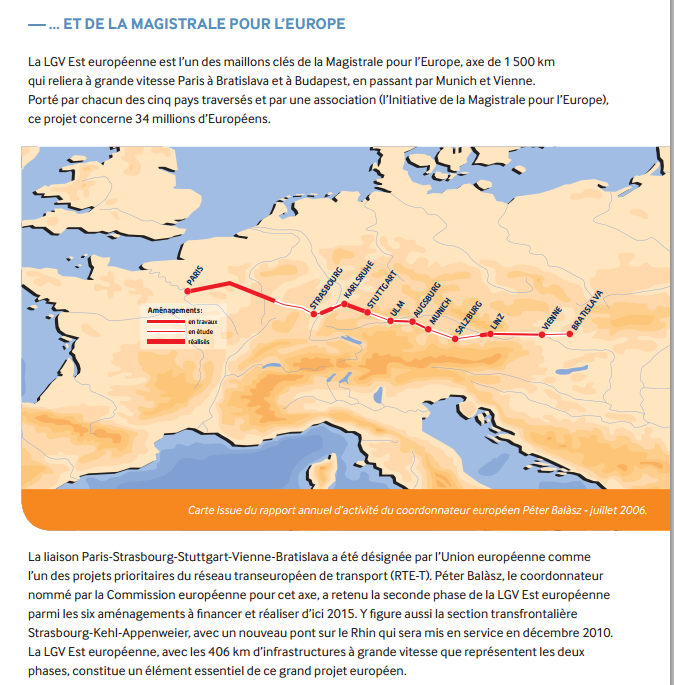 — ... ET DE LA MAGISTRALE POUR L'EUROPE
La LGV Est européenne est l'un des maillons clés de la Magistrale pour l'Europe, axe de 1 500 km
qui reliera à grande vitesse Paris à Bratislava et à Budapest, en passant par Munich et Vienne.
Porté par chacun des cinq pays traversés et par une association (l'Initiative de la Magistrale pour l'Europe),
ce projet concerne 34 millions d'Européens.
PARIS
STRASBOURG
KARLSRUHE
STUTTGART
ULM
AUGSBURG
MUNICH
SALZBURG
LINZ
VIENNE
BRATISLAVA
Aménagements:
en travaux
en étude
réalisés
Carte issue du rapport annuel d'activité du coordonnateur européen Péter Balàsz - juillet 2006.
La liaison Paris-Strasbourg-Stuttgart-Vienne-Bratislava a été désignée par l'Union européenne comme
l'un des projets prioritaires du réseau transeuropéen de transport (RTE-T). Péter Balàsz, le coordonnateur
nommé par la Commission européenne pour cet axe, a retenu la seconde phase de la LGV Est européenne
parmi les six aménagements à financer et réaliser d'ici 2015. Y figure aussi la section transfrontalière
Strasbourg-Kehl-Appenweier, avec un nouveau pont sur le Rhin qui sera mis en service en décembre 2010.
La LGV Est européenne, avec les 406 km d'infrastructures à grande vitesse que représentent les deux
phases, constitue un élément essentiel de ce grand projet européen.